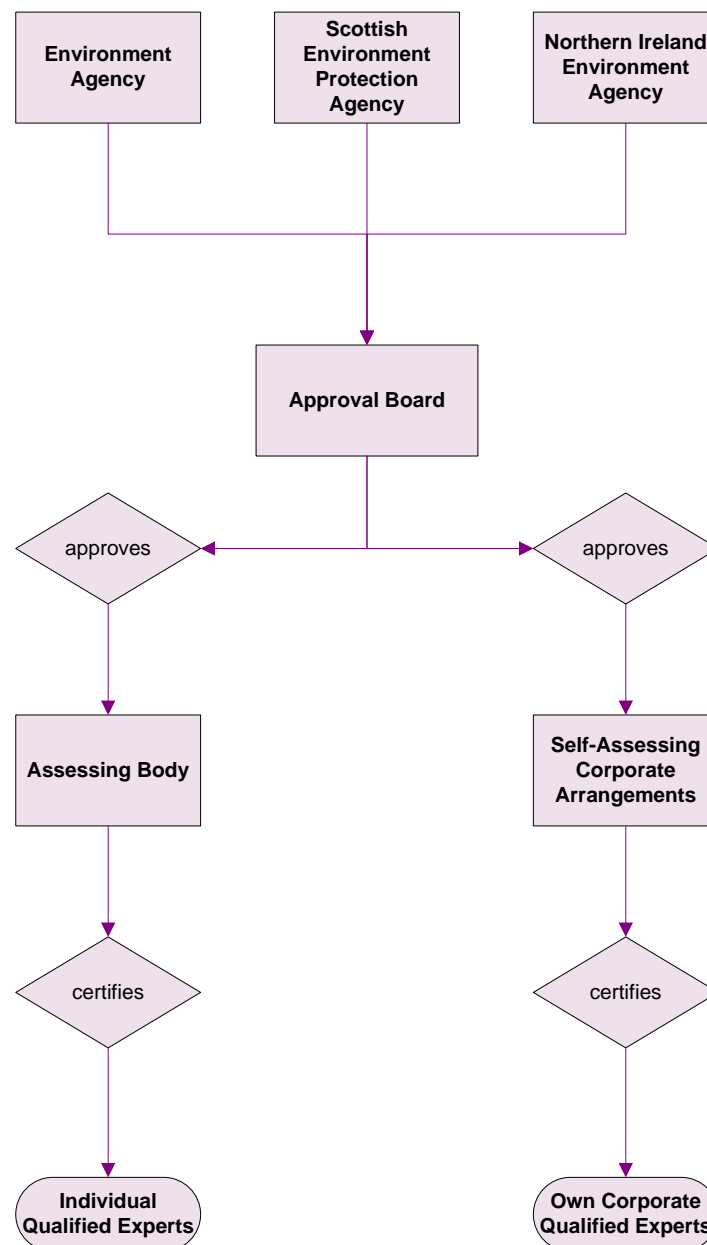 Environment
Agency
Scottish
Environment
Protection
Agency
Northern Ireland
Environment
Agency
Approval Board
approves
approves
Assessing Body
Self-Assessing
Corporate
Arrangements
certifies
certifies
Individual
Qualified Experts
Own Corporate
Qualified Experts